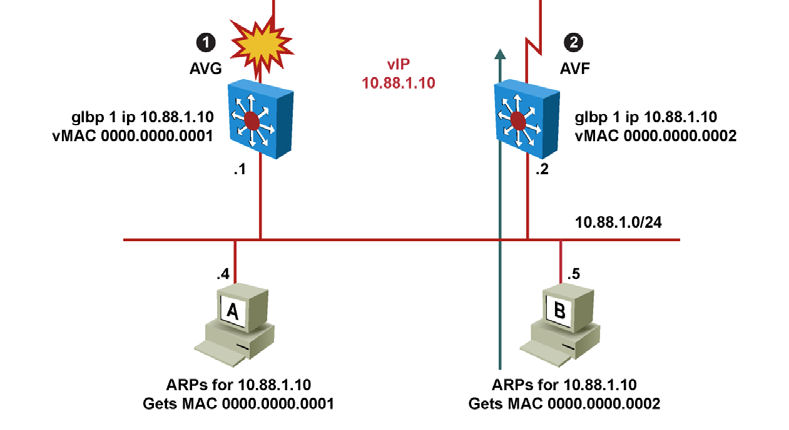 1
AVG
glbp 1 ip 10.88.1.10
vMAC 0000.0000.0001
.1
vIP
10.88.1.10
2
AVF
glbp 1 ip 10.88.1.10
vMAC 0000.0000.0002
.2
10.88.1.0/24
.4
A
ARPs for 10.88.1.10
Gets MAC 0000.0000.0001
.5
B
ARPs for 10.88.1.10
Gets MAC 0000.0000.0002